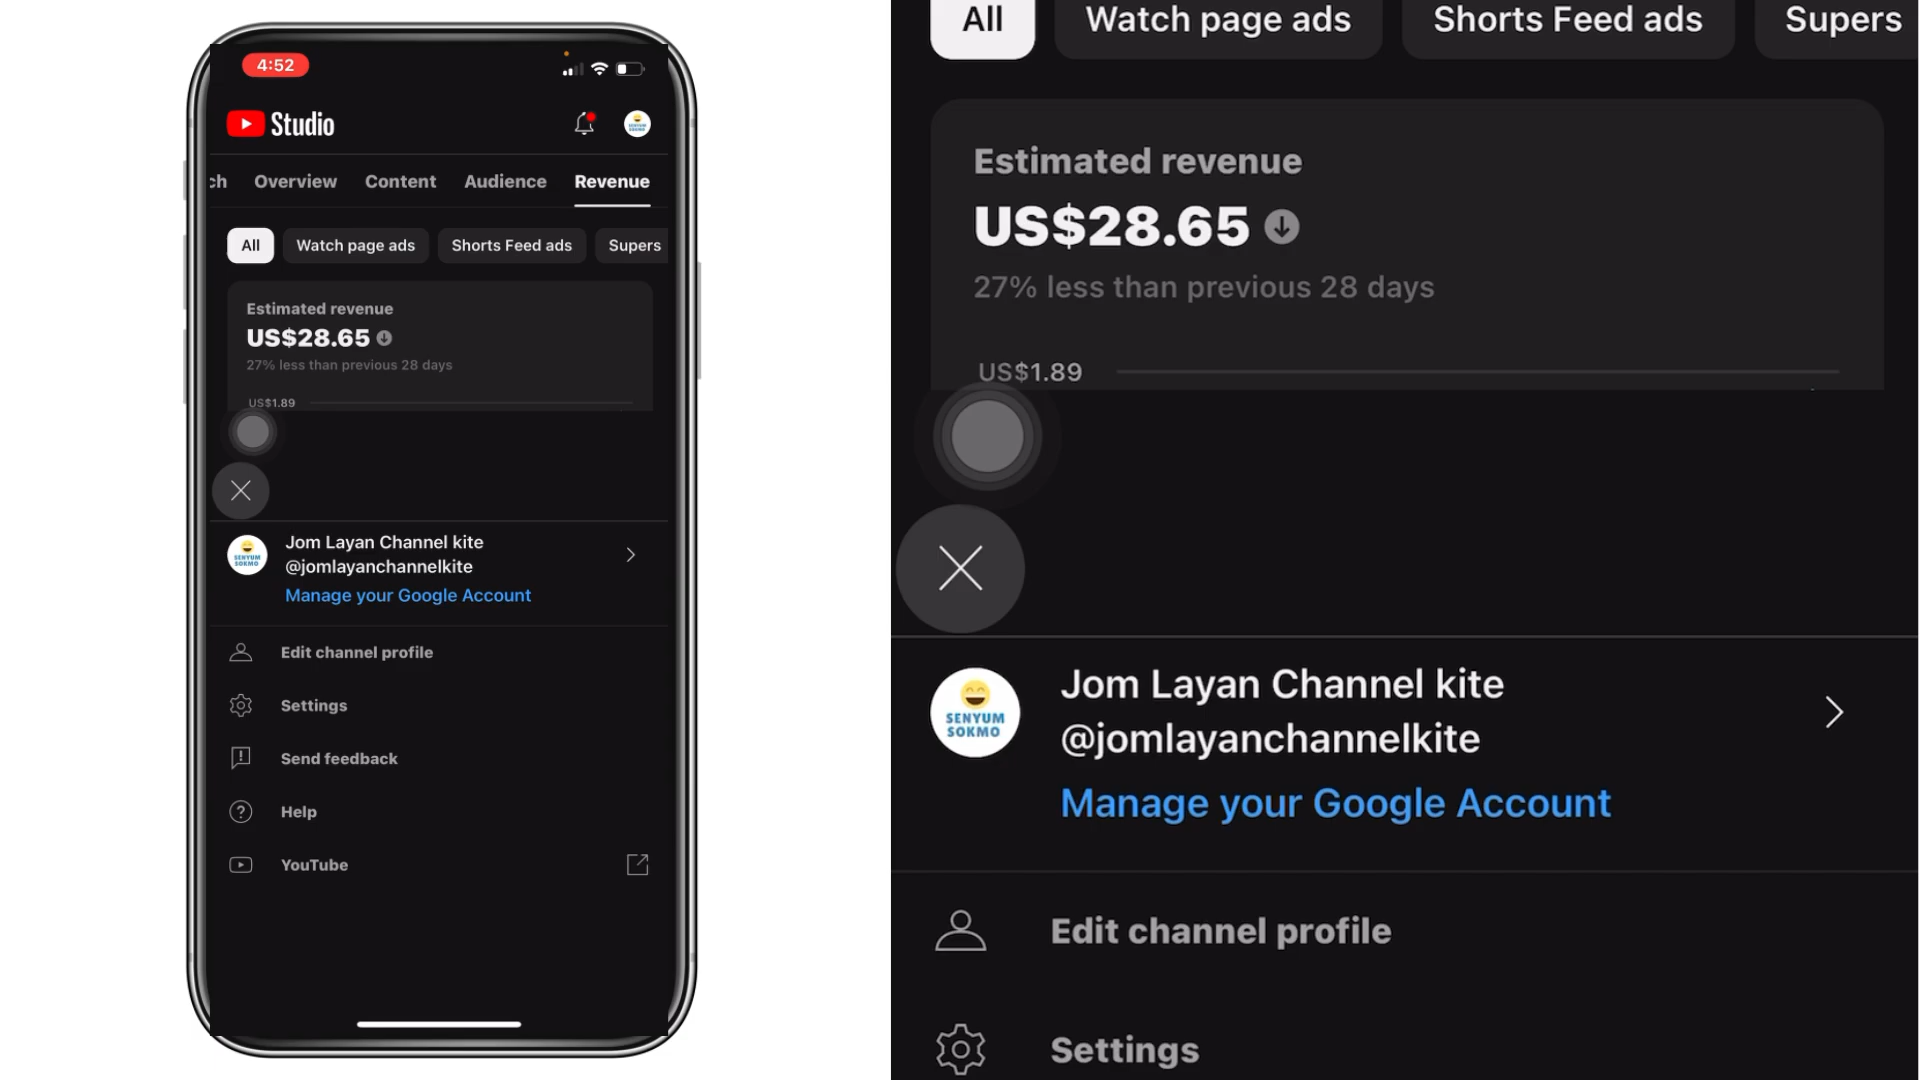 4:52
Studio
ch Overview Content Audience Revenue
All Watch page ads Shorts Feed ads Supers
Estimated revenue
US$28.65
27% less than previous 28 days
US$1.89
SENYUM
SOKMO
Jom Layan Channel kite
@jomlayanchannelkite
Manage your Google Account
Edit channel profile
Settings
Send feedback
Help
YouTube
All Watch page ads Shorts Feed ads Supers
Estimated revenue
US$28.65
27% less than previous 28 days
US$1.89
SENYUM
SOKMO
Jom Layan Channel kite
@jomlayanchannelkite
Manage your Google Account
Edit channel profile
Settings